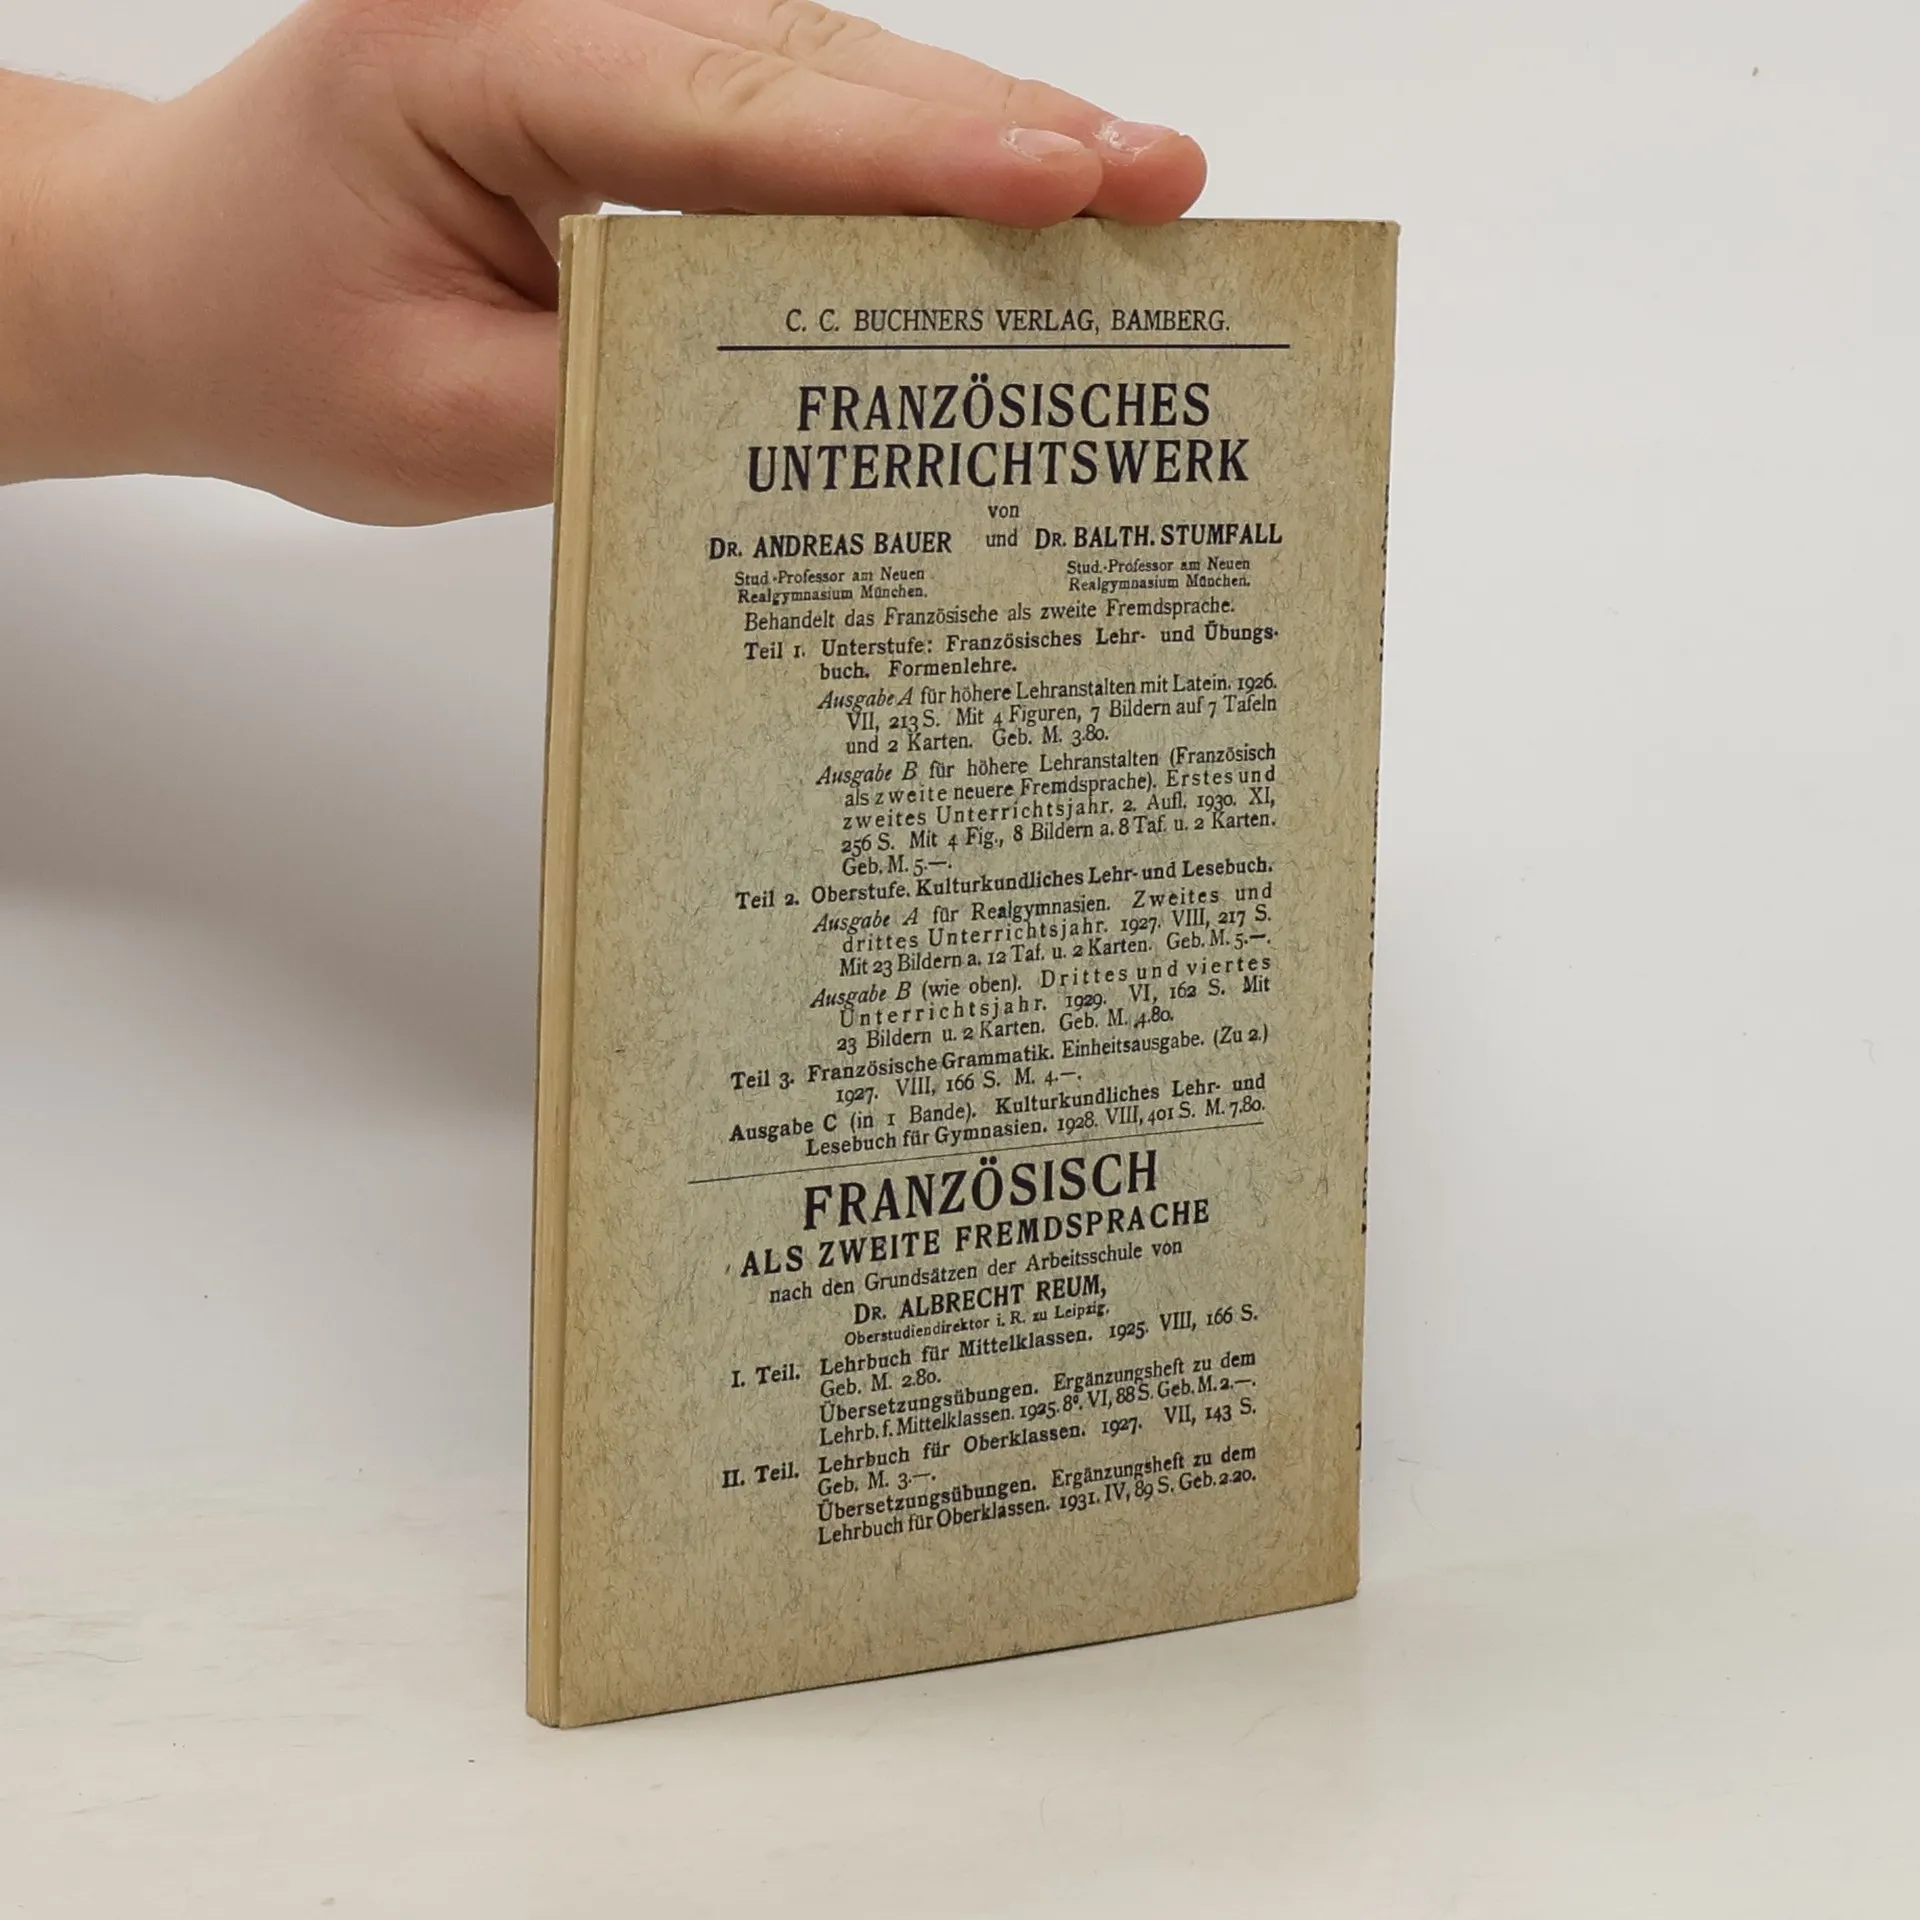 C. C. BUCHNERS VERLAG, BAMBERG.
FRANZÖSISCHES
UNTERRICHTSWERK
von
DR. ANDREAS BAUER und DR. BALTH. STUMFALL
Stud.-Professor am Neuen Stud.-Professor am Neuen
Realgymnasium München. Realgymnasium München.
Behandelt das Französische als zweite Fremdsprache.
Teil 1. Unterstufe: Französisches Lehr- und Übungs-
buch. Formenlehre.
Ausgabe A für höhere Lehranstalten mit Latein. 1926.
VII, 213 S. Mit 4 Figuren, 7 Bildern auf 7 Tafeln
und 2 Karten. Geb. M. 3.80.
Ausgabe B für höhere Lehranstalten (Französisch
als zweite neuere Fremdsprache). Erstes und
zweites Unterrichtsjahr. 2. Aufl. 1930. XI,
256 S. Mit 4 Fig., 8 Bildern a. 8 Taf. u. 2 Karten.
Geb. M. 5.—.
Teil 2. Oberstufe. Kulturkundliches Lehr- und Lesebuch.
Ausgabe A für Realgymnasien. Zweites und
drittes Unterrichtsjahr. 1927. VIII, 217 S.
Mit 23 Bildern a. 12 Taf. u. 2 Karten. Geb. M. 5.—.
Ausgabe B (wie oben). Drittes und viertes
Unterrichtsjahr. 1929. VI, 162 S. Mit
23 Bildern u. 2 Karten. Geb. M. 4.80.
Teil 3. Französische Grammatik. Einheitsausgabe. (Zu 2.)
1927. VIII, 166 S. M. 4.—.
Ausgabe C (in 1 Bande). Kulturkundliches Lehr- und
Lesebuch für Gymnasien. 1928. VIII, 401 S. M. 7.80.
FRANZÖSISCH
ALS ZWEITE FREMDSPRACHE
nach den Grundsätzen der Arbeitsschule von
DR. ALBRECHT REUM,
Oberstudiendirektor i. R. zu Leipzig.
I. Teil. Lehrbuch für Mittelklassen. 1925. VIII, 166 S.
Geb. M. 2.80.
Übersetzungsübungen. Ergänzungsheft zu dem
Lehrb. f. Mittelklassen. 1925. 8°. VI, 88 S. Geb. M. 2.—.
II. Teil. Lehrbuch für Oberklassen. 1927. VII, 143 S.
Geb. M. 3.—.
Übersetzungsübungen. Ergänzungsheft zu dem
Lehrbuch für Oberklassen. 1931. IV, 89 S. Geb. 2.20.